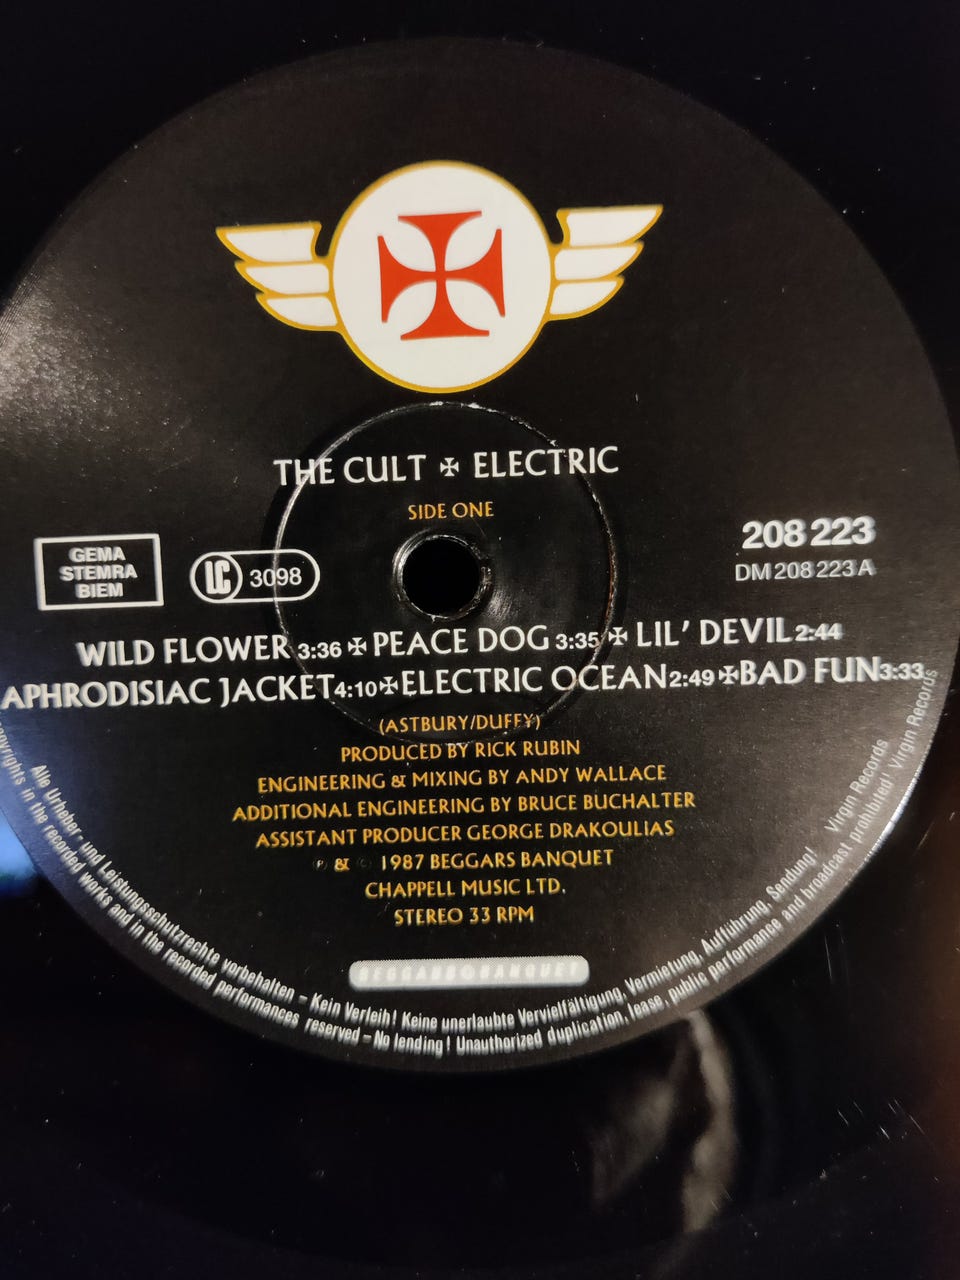 THE CULT ✠ ELECTRIC
SIDE ONE
GEMA
STEMRA
BIEM
LC 3098
208 223
DM 208 223 A
WILD FLOWER 3:36 ✠ PEACE DOG 3:35 ✠ LIL' DEVIL 2:44
APHRODISIAC JACKET 4:10 ✠ ELECTRIC OCEAN 2:49 ✠ BAD FUN 3:33
(ASTBURY/DUFFY)
PRODUCED BY RICK RUBIN
ENGINEERING & MIXING BY ANDY WALLACE
ADDITIONAL ENGINEERING BY BRUCE BUCHALTER
ASSISTANT PRODUCER GEORGE DRAKOULIAS
℗ & © 1987 BEGGARS BANQUET
CHAPPELL MUSIC LTD.
STEREO 33 RPM
BEGGARS BANQUET
Alle Urheber- und Leistungsschutzrechte vorbehalten – Kein Verleih! Keine unerlaubte Vervielfältigung, Vermietung, Aufführung, Sendung! Virgin Records
copyrights in the recorded works and in the recorded performances reserved – No lending! Unauthorized duplication, lease, public performance and broadcast prohibited! Virgin Records